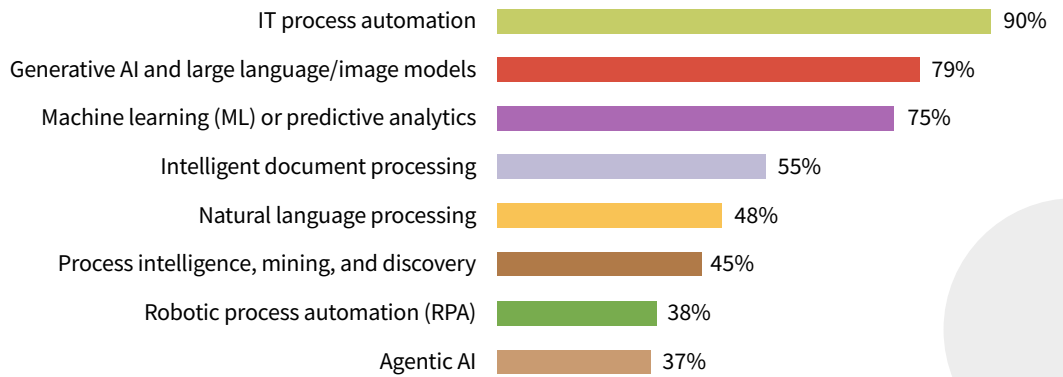 IT process automation 90%
Generative AI and large language/image models 79%
Machine learning (ML) or predictive analytics 75%
Intelligent document processing 55%
Natural language processing 48%
Process intelligence, mining, and discovery 45%
Robotic process automation (RPA) 38%
Agentic AI 37%